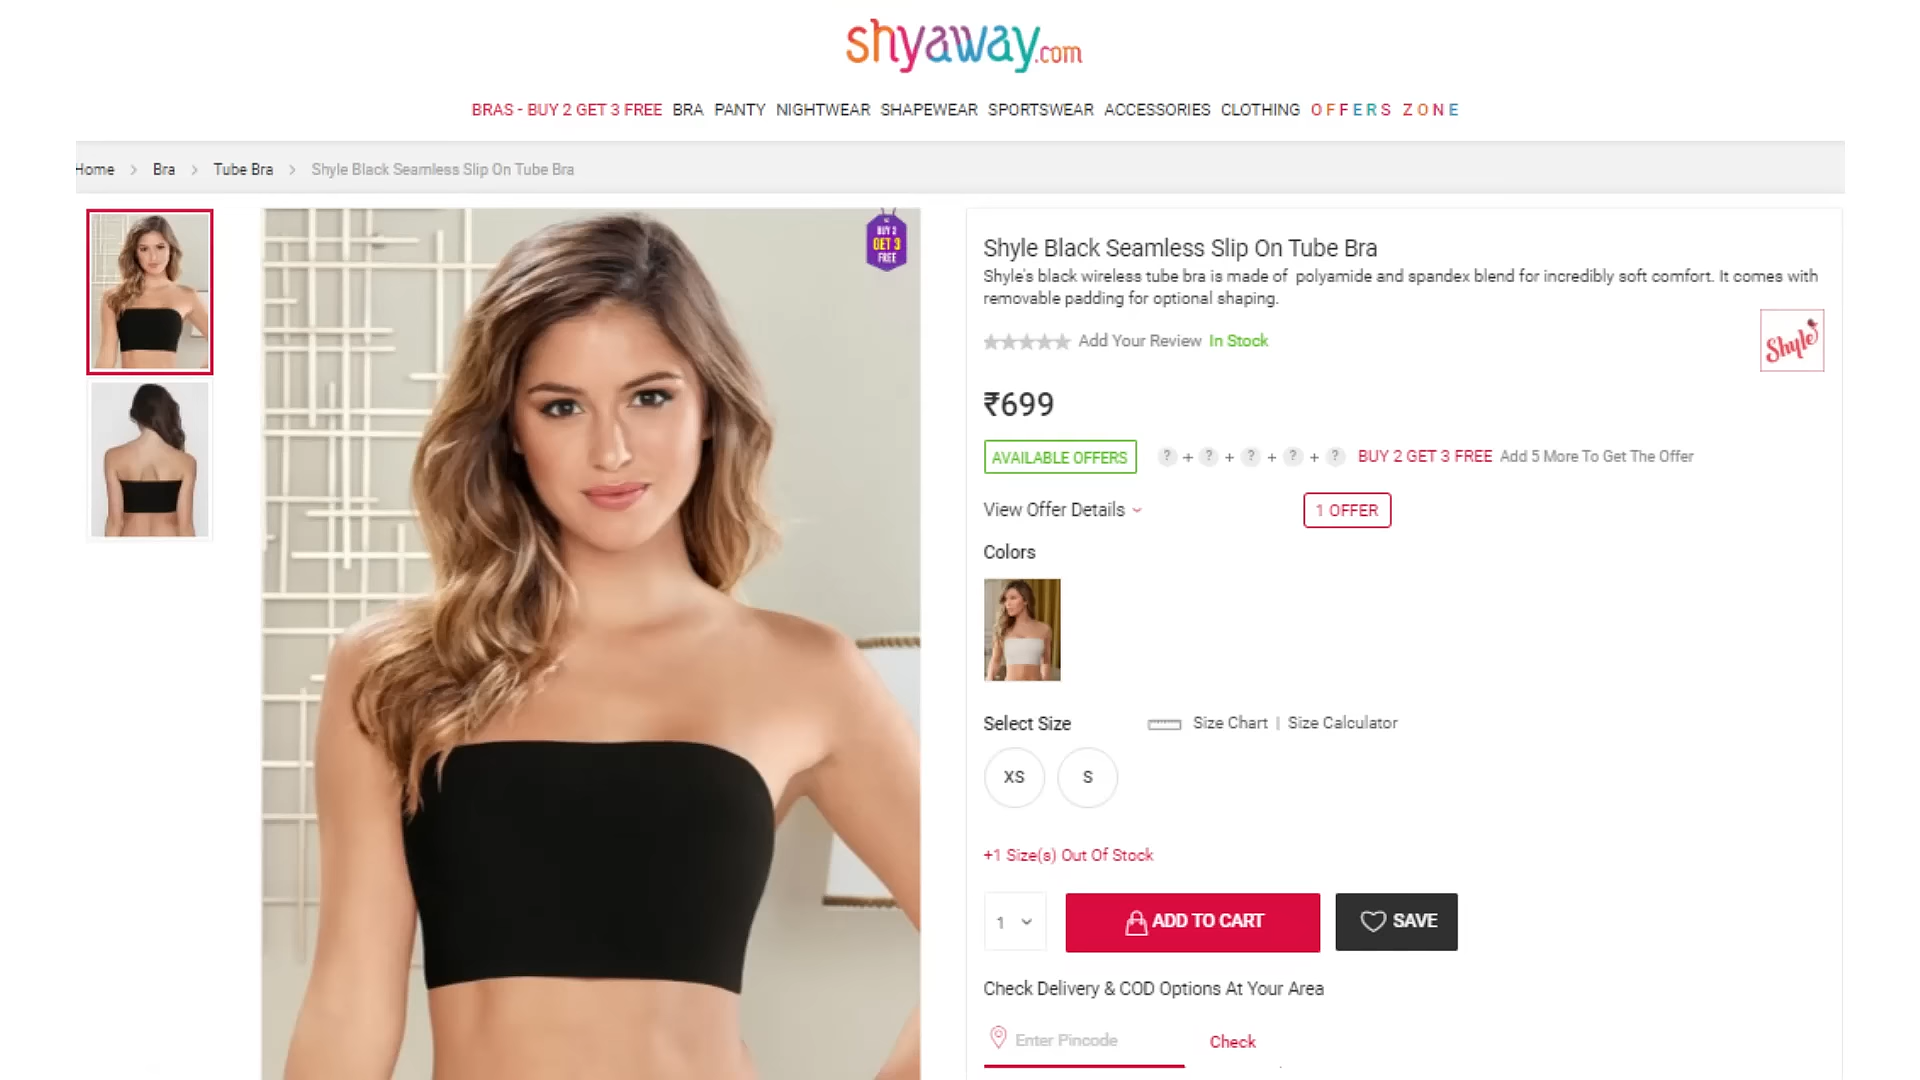 shyaway.com
BRAS - BUY 2 GET 3 FREE BRA PANTY NIGHTWEAR SHAPEWEAR SPORTSWEAR ACCESSORIES CLOTHING OFFERS ZONE
Home > Bra > Tube Bra > Shyle Black Seamless Slip On Tube Bra
BUY 2
GET 3
FREE
Shyle Black Seamless Slip On Tube Bra
Shyle's black wireless tube bra is made of polyamide and spandex blend for incredibly soft comfort. It comes with
removable padding for optional shaping.
Add Your Review In Stock
Shyle
₹699
AVAILABLE OFFERS ? + ? + ? + ? + ? BUY 2 GET 3 FREE Add 5 More To Get The Offer
View Offer Details 1 OFFER
Colors
Select Size Size Chart | Size Calculator
XS S
+1 Size(s) Out Of Stock
1 ADD TO CART SAVE
Check Delivery & COD Options At Your Area
Enter Pincode Check